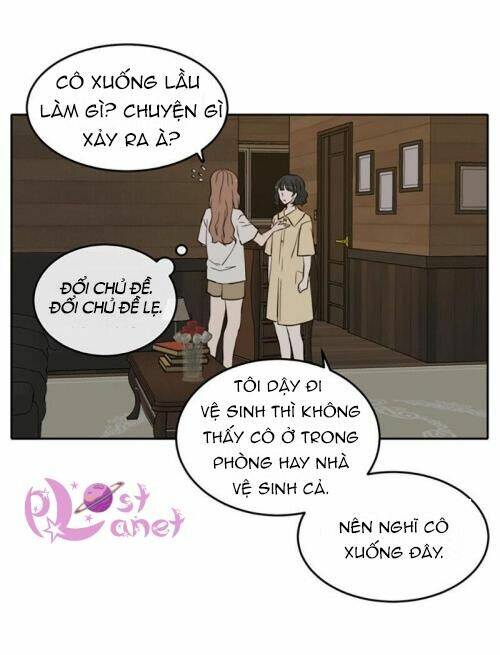 CÔ XUỐNG LẦU
LÀM GÌ? CHUYỆN GÌ
XẢY RA À?
ĐỔI CHỦ ĐỀ.
ĐỔI CHỦ ĐỀ LẸ.
TÔI DẬY ĐI
VỆ SINH THÌ KHÔNG
THẤY CÔ Ở TRONG
PHÒNG HAY NHÀ
VỆ SINH CẢ.
NÊN NGHĨ CÔ
XUỐNG ĐÂY.
Lost
Planet